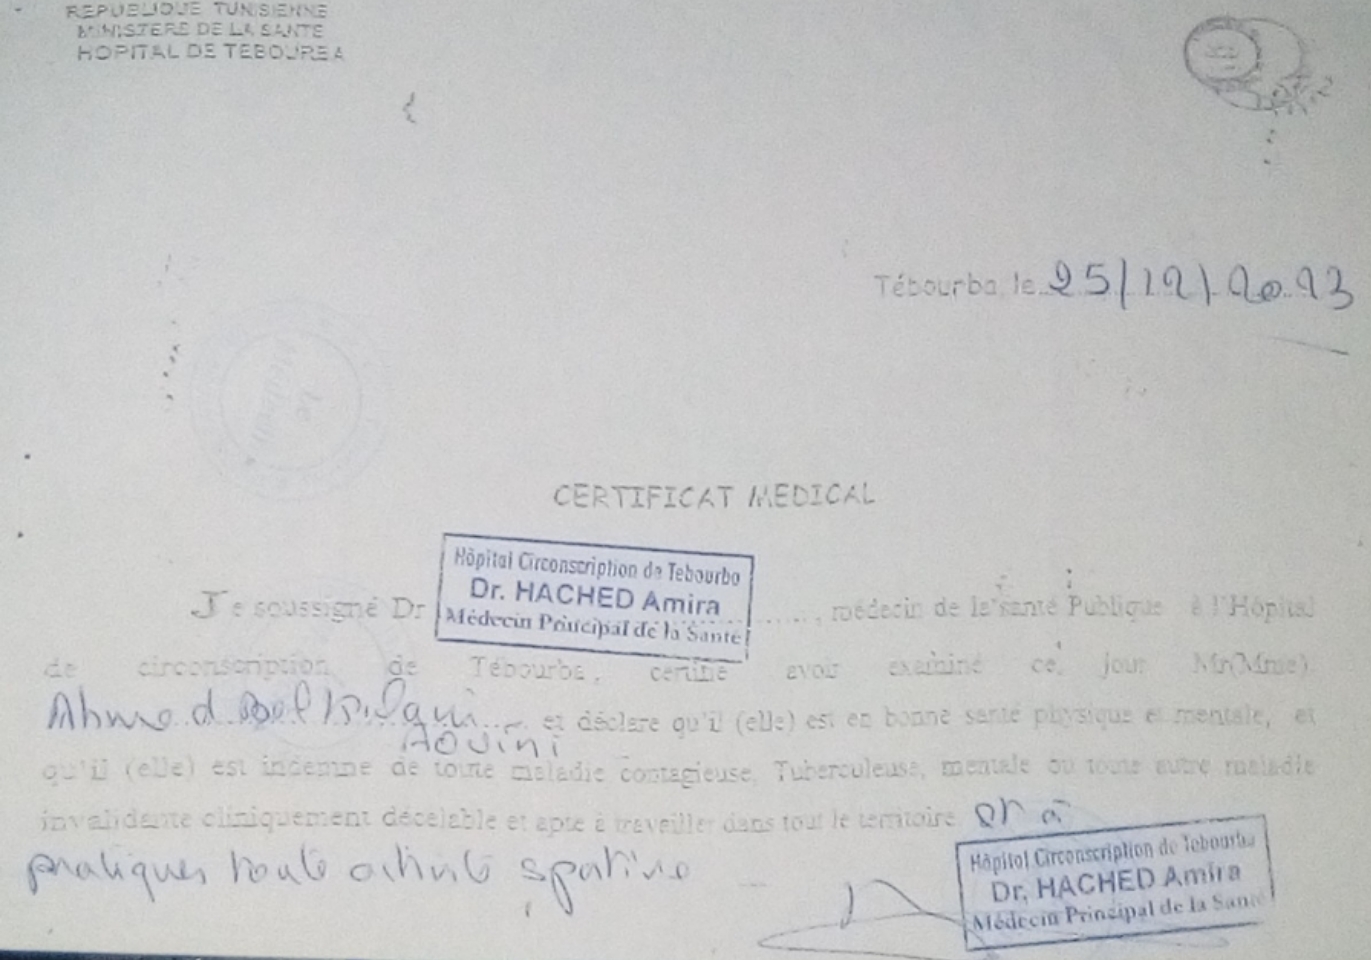 REPUBLIQUE TUNISIENNE
MINISTERE DE LA SANTE
HOPITAL DE TEBOURBA
Tébourba, le 25/12/2023
Le Médecin
CERTIFICAT MEDICAL
Hôpital Circonscription de Tebourba
Dr. HACHED Amira
Médecin Principal de la Santé
Je soussigné Dr ......, médecin de la santé Publique à l'Hôpital
de circonscription de Tébourba, certifie avoir examiné ce jour Mr(Mme).
Ahmed Aouini et déclare qu'il (elle) est en bonne santé physique et mentale, et
qu'il (elle) est indemne de toute maladie contagieuse, Tuberculeuse, mentale ou toute autre maladie
invalidante cliniquement décelable et apte à travailler dans tout le territoire et à
pratiquer toute activité sportive
Hôpital Circonscription de Tebourba
Dr. HACHED Amira
Médecin Principal de la Santé